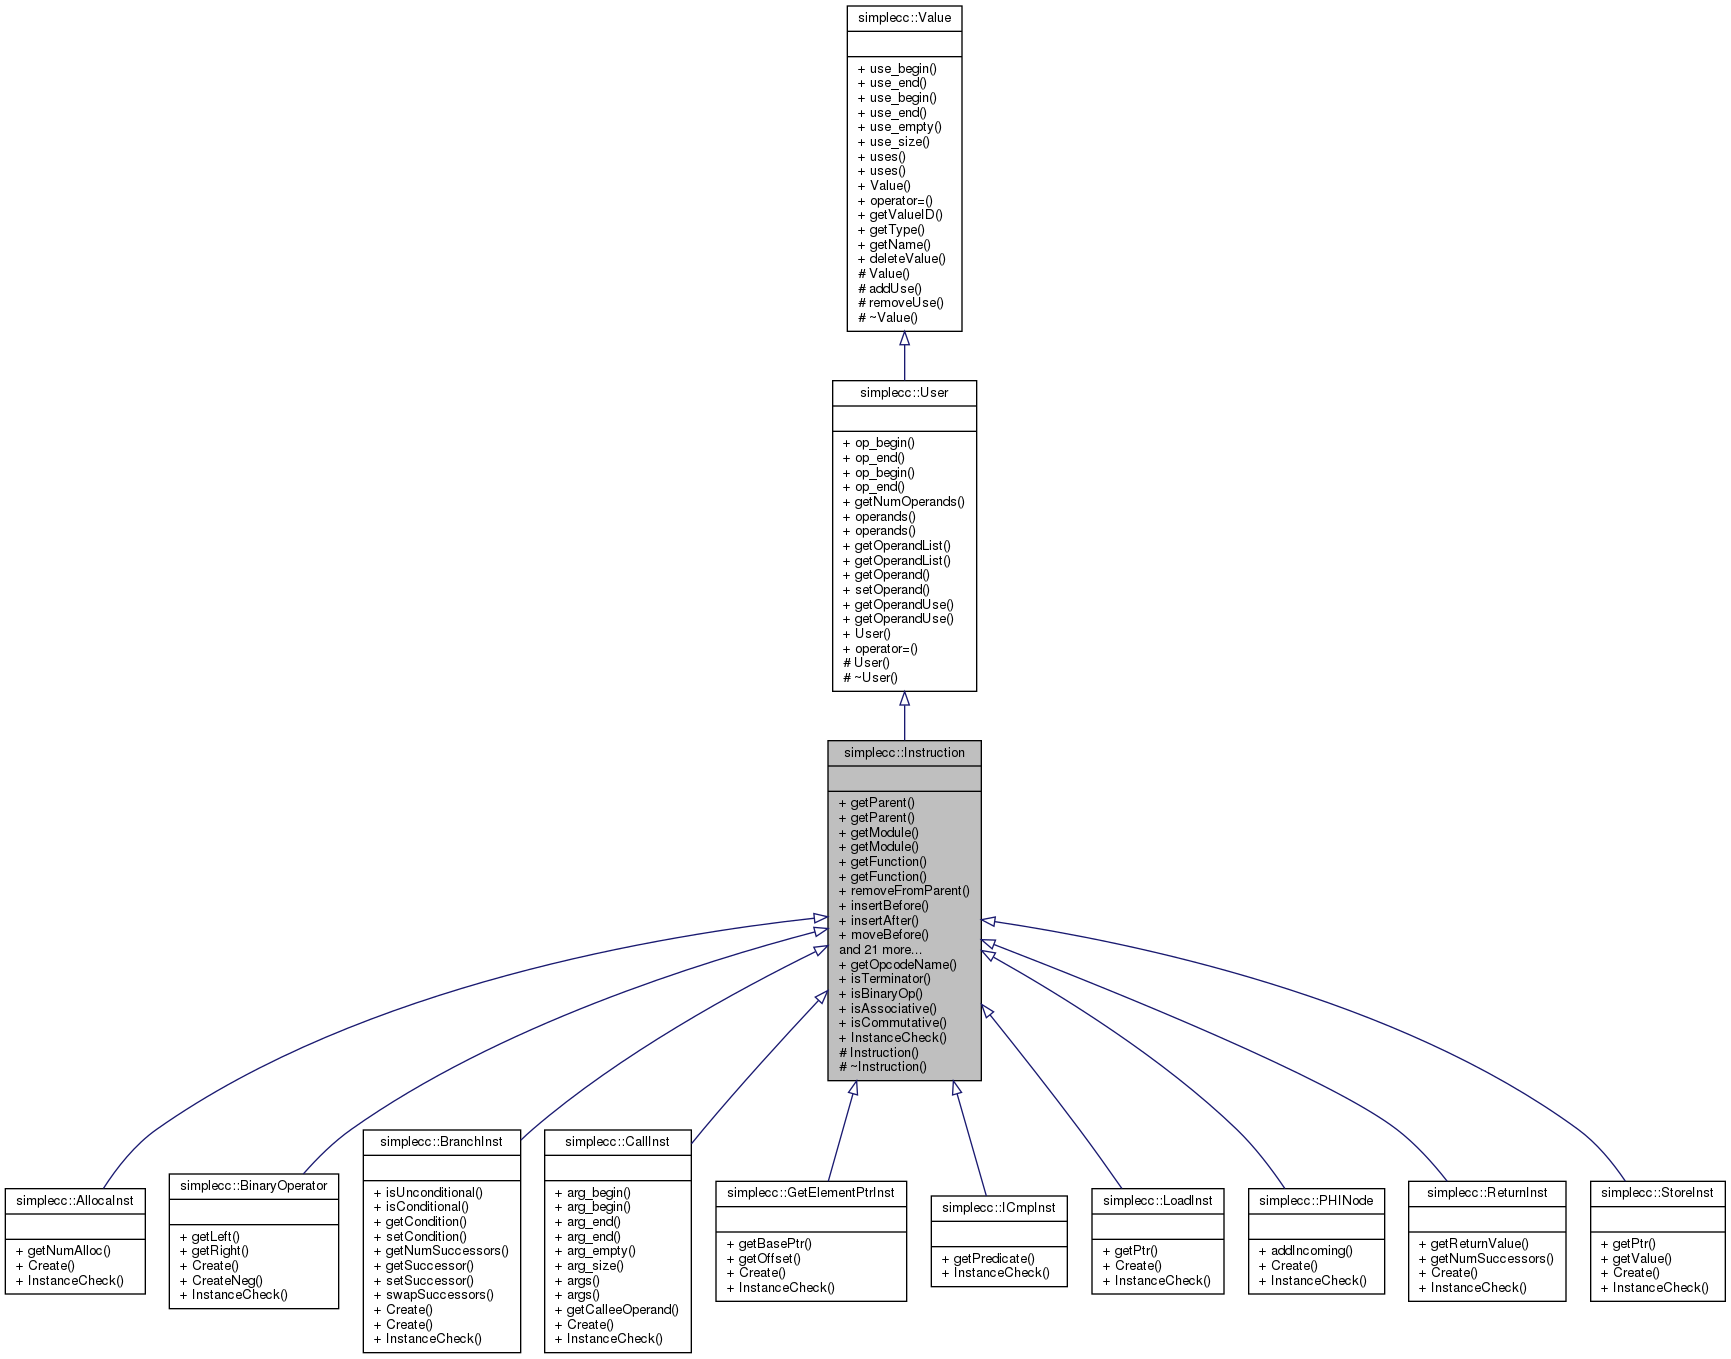 simplecc::Value
+ use_begin()
+ use_end()
+ use_begin()
+ use_end()
+ use_empty()
+ use_size()
+ uses()
+ uses()
+ Value()
+ operator=()
+ getValueID()
+ getType()
+ getName()
+ deleteValue()
# Value()
# addUse()
# removeUse()
# ~Value()
simplecc::User
+ op_begin()
+ op_end()
+ op_begin()
+ op_end()
+ getNumOperands()
+ operands()
+ operands()
+ getOperandList()
+ getOperandList()
+ getOperand()
+ setOperand()
+ getOperandUse()
+ getOperandUse()
+ User()
+ operator=()
# User()
# ~User()
simplecc::Instruction
+ getParent()
+ getParent()
+ getModule()
+ getModule()
+ getFunction()
+ getFunction()
+ removeFromParent()
+ insertBefore()
+ insertAfter()
+ moveBefore()
and 21 more...
+ getOpcodeName()
+ isTerminator()
+ isBinaryOp()
+ isAssociative()
+ isCommutative()
+ InstanceCheck()
# Instruction()
# ~Instruction()
simplecc::AllocaInst
+ getNumAlloc()
+ Create()
+ InstanceCheck()
simplecc::BinaryOperator
+ getLeft()
+ getRight()
+ Create()
+ CreateNeg()
+ InstanceCheck()
simplecc::BranchInst
+ isUnconditional()
+ isConditional()
+ getCondition()
+ setCondition()
+ getNumSuccessors()
+ getSuccessor()
+ setSuccessor()
+ swapSuccessors()
+ Create()
+ Create()
+ InstanceCheck()
simplecc::CallInst
+ arg_begin()
+ arg_begin()
+ arg_end()
+ arg_end()
+ arg_empty()
+ arg_size()
+ args()
+ args()
+ getCalleeOperand()
+ Create()
+ InstanceCheck()
simplecc::GetElementPtrInst
+ getBasePtr()
+ getOffset()
+ Create()
+ InstanceCheck()
simplecc::ICmpInst
+ getPredicate()
+ InstanceCheck()
simplecc::LoadInst
+ getPtr()
+ Create()
+ InstanceCheck()
simplecc::PHINode
+ addIncoming()
+ Create()
+ InstanceCheck()
simplecc::ReturnInst
+ getReturnValue()
+ getNumSuccessors()
+ Create()
+ InstanceCheck()
simplecc::StoreInst
+ getPtr()
+ getValue()
+ Create()
+ InstanceCheck()